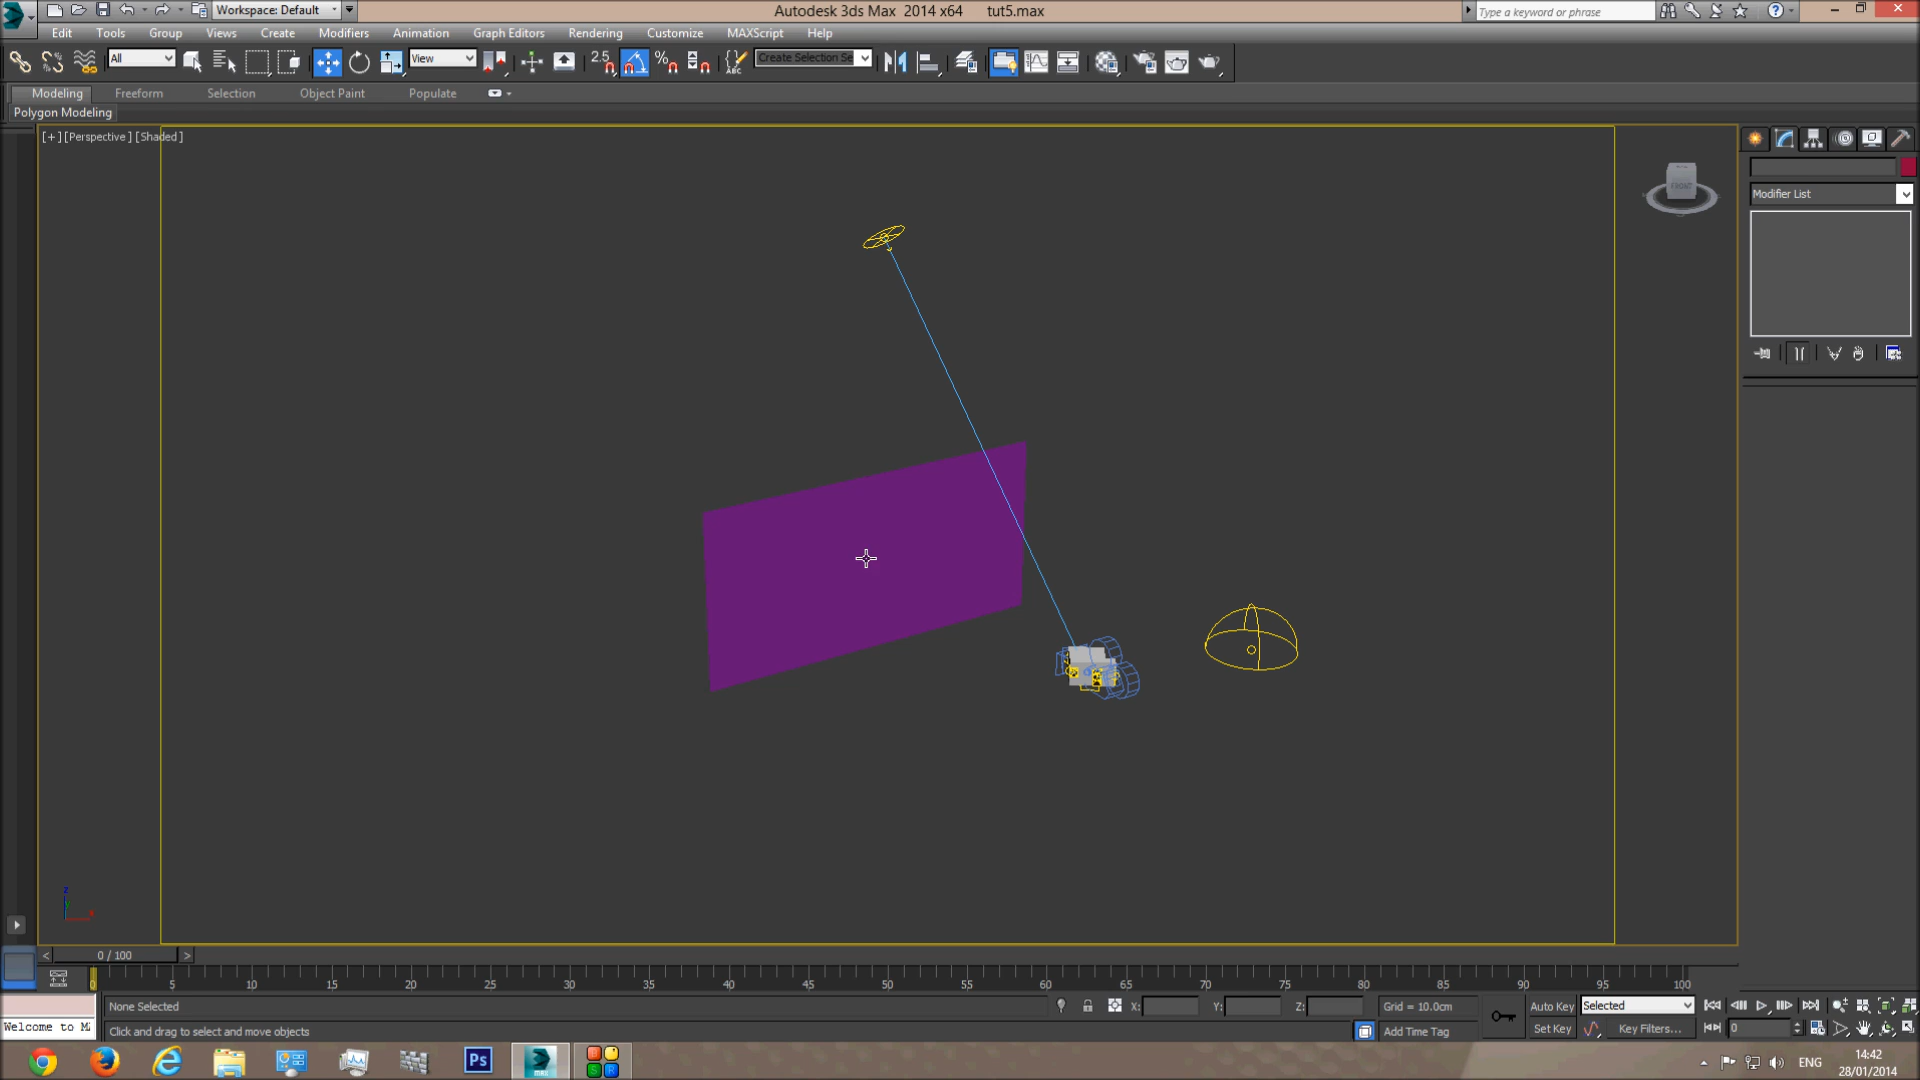 Workspace: Default
Autodesk 3ds Max 2014 x64 tut5.max
Type a keyword or phrase
Edit Tools Group Views Create Modifiers Animation Graph Editors Rendering Customize MAXScript Help
All View 2.5 ABC Create Selection Se
Modeling Freeform Selection Object Paint Populate
Polygon Modeling
[+] [Perspective] [Shaded]
FRONT
Modifier List
z
x
< 0 / 100 >
0 5 10 15 20 25 30 35 40 45 50 55 60 65 70 75 80 85 90 95 100
None Selected X: Y: Z: Grid = 10.0cm Auto Key Selected
Welcome to M
Click and drag to select and move objects Add Time Tag Set Key Key Filters... 0
Ps S R ENG 14:42
28/01/2014